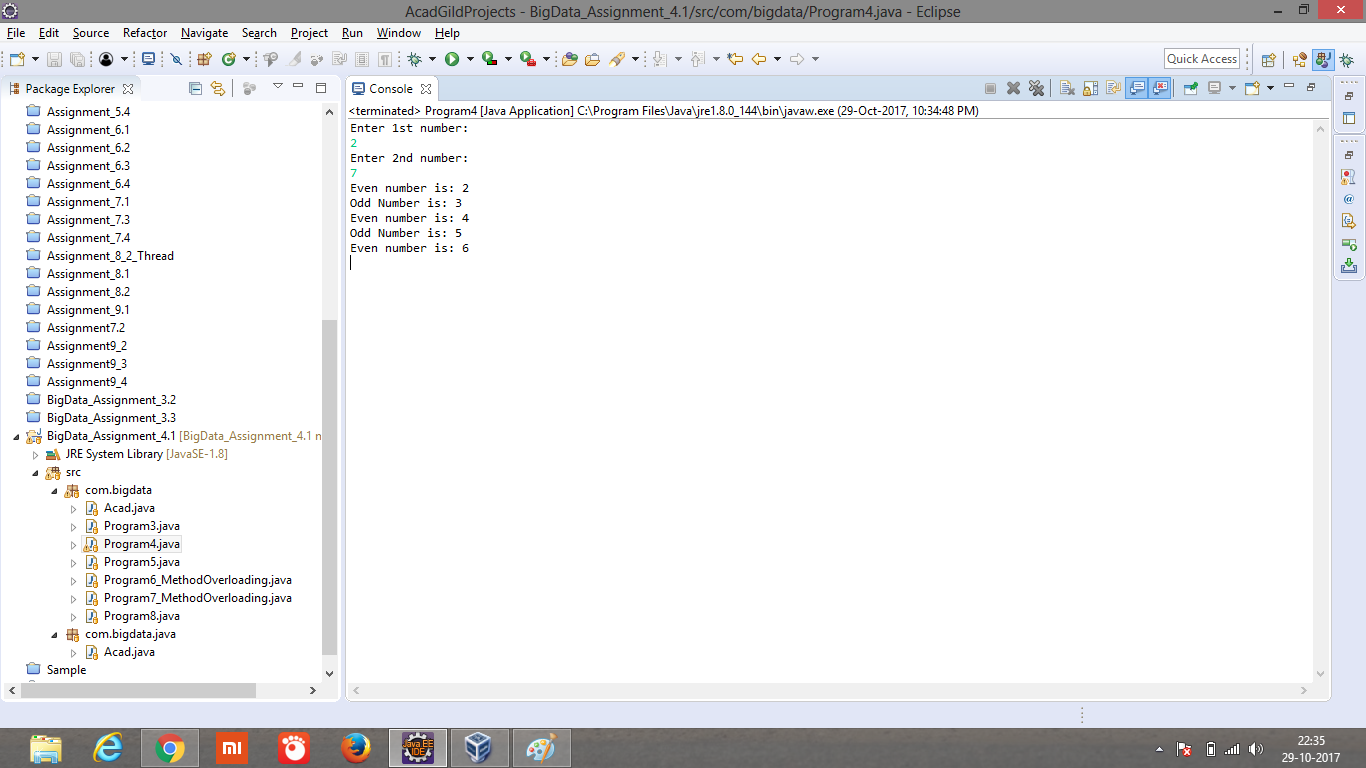 AcadGildProjects - BigData_Assignment_4.1/src/com/bigdata/Program4.java - Eclipse
File Edit Source Refactor Navigate Search Project Run Window Help
Quick Access
Package Explorer
Assignment_5.4
Assignment_6.1
Assignment_6.2
Assignment_6.3
Assignment_6.4
Assignment_7.1
Assignment_7.3
Assignment_7.4
Assignment_8_2_Thread
Assignment_8.1
Assignment_8.2
Assignment_9.1
Assignment7.2
Assignment9_2
Assignment9_3
Assignment9_4
BigData_Assignment_3.2
BigData_Assignment_3.3
BigData_Assignment_4.1 [BigData_Assignment_4.1 n
JRE System Library [JavaSE-1.8]
src
com.bigdata
Acad.java
Program3.java
Program4.java
Program5.java
Program6_MethodOverloading.java
Program7_MethodOverloading.java
Program8.java
com.bigdata.java
Acad.java
Sample
Console
<terminated> Program4 [Java Application] C:\Program Files\Java\jre1.8.0_144\bin\javaw.exe (29-Oct-2017, 10:34:48 PM)
Enter 1st number:
2
Enter 2nd number:
7
Even number is: 2
Odd Number is: 3
Even number is: 4
Odd Number is: 5
Even number is: 6
mi
Java EE
IDE
22:35
29-10-2017